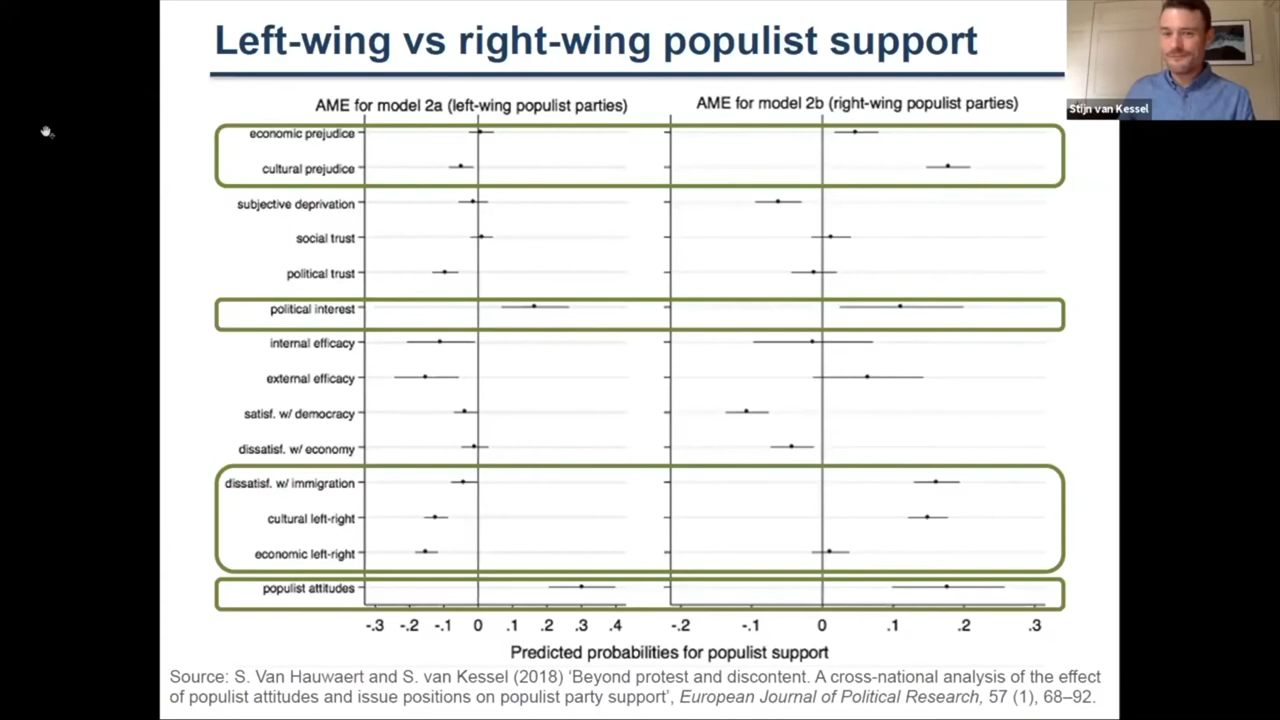 Left-wing vs right-wing populist support
Stijn van Kessel
AME for model 2a (left-wing populist parties)
AME for model 2b (right-wing populist parties)
economic prejudice
cultural prejudice
subjective deprivation
social trust
political trust
political interest
internal efficacy
external efficacy
satisf. w/ democracy
dissatisf. w/ economy
dissatisf. w/ immigration
cultural left-right
economic left-right
populist attitudes
-.3 -.2 -.1 0 .1 .2 .3 .4
-.2 -.1 0 .1 .2 .3
Predicted probabilities for populist support
Source: S. Van Hauwaert and S. van Kessel (2018) ‘Beyond protest and discontent. A cross-national analysis of the effect
of populist attitudes and issue positions on populist party support’, European Journal of Political Research, 57 (1), 68–92.